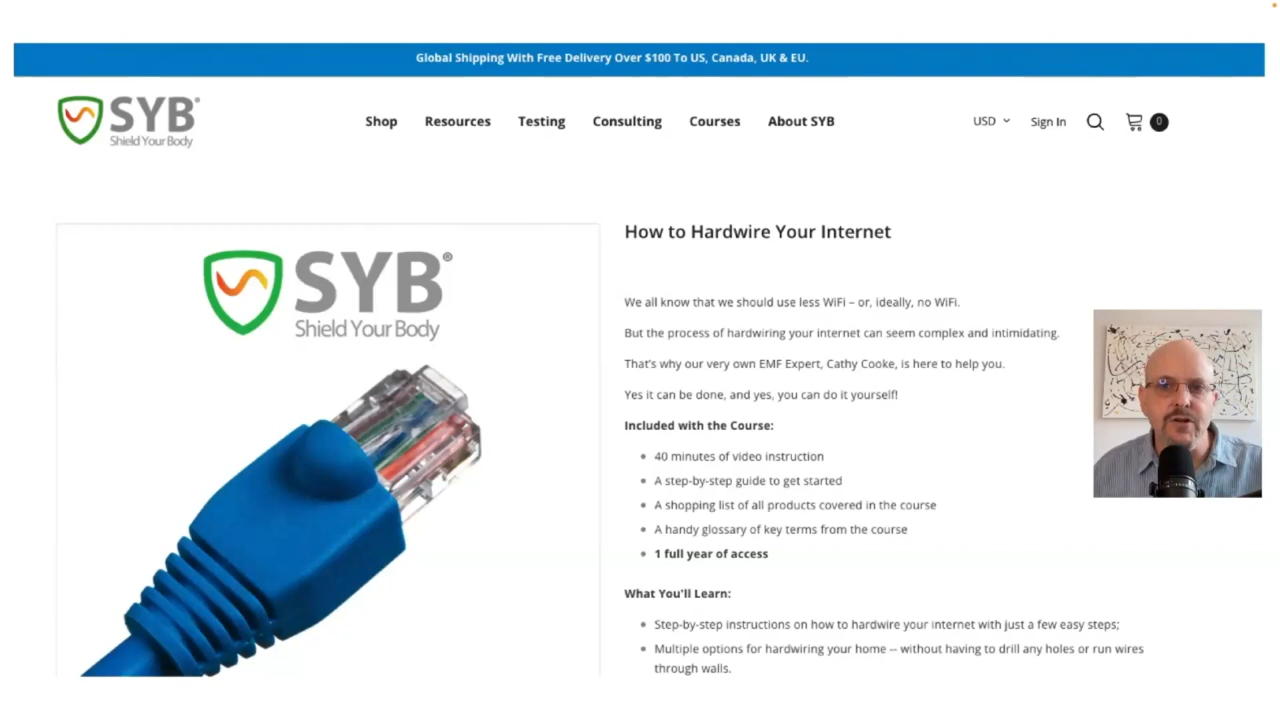 Global Shipping With Free Delivery Over $100 To US, Canada, UK & EU.
SYB®
Shield Your Body
Shop Resources Testing Consulting Courses About SYB
USD Sign In 0
SYB®
Shield Your Body
How to Hardwire Your Internet
We all know that we should use less WiFi – or, ideally, no WiFi.
But the process of hardwiring your internet can seem complex and intimidating.
That's why our very own EMF Expert, Cathy Cooke, is here to help you.
Yes it can be done, and yes, you can do it yourself!
Included with the Course:
40 minutes of video instruction
A step-by-step guide to get started
A shopping list of all products covered in the course
A handy glossary of key terms from the course
1 full year of access
What You'll Learn:
Step-by-step instructions on how to hardwire your internet with just a few easy steps;
Multiple options for hardwiring your home -- without having to drill any holes or run wires
through walls.